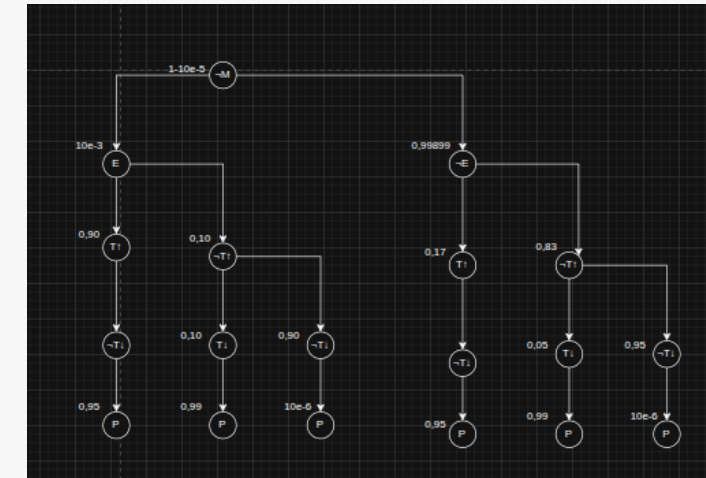 1-10e-5 ¬M
10e-3 0,99899
E ¬E
0,90 0,10 0,17 0,83
T↑ ¬T↑ T↑ ¬T↑
0,10 0,90 0,05 0,95
¬T↓ T↓ ¬T↓ ¬T↓ T↓ ¬T↓
0,95 0,99 10e-6 0,95 0,99 10e-6
P P P P P P